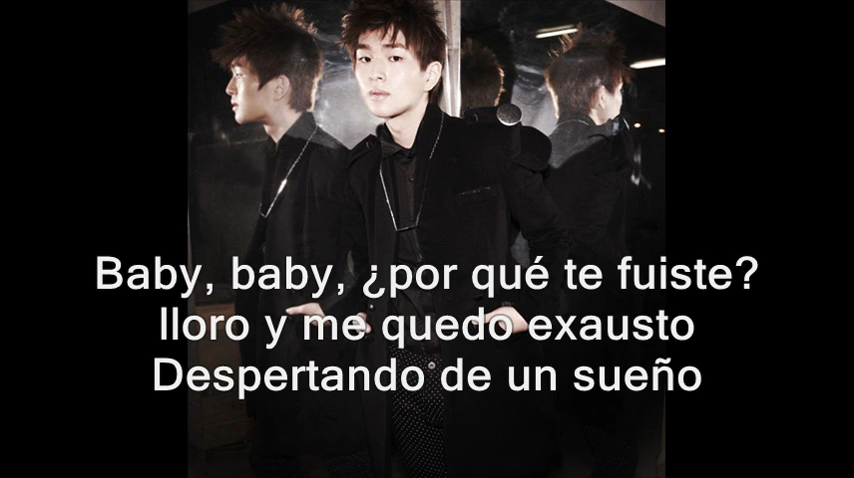 Baby, baby, ¿por qué te fuiste?
lloro y me quedo exausto
Despertando de un sueño